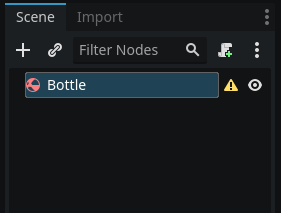 Scene Import
Filter Nodes
Bottle